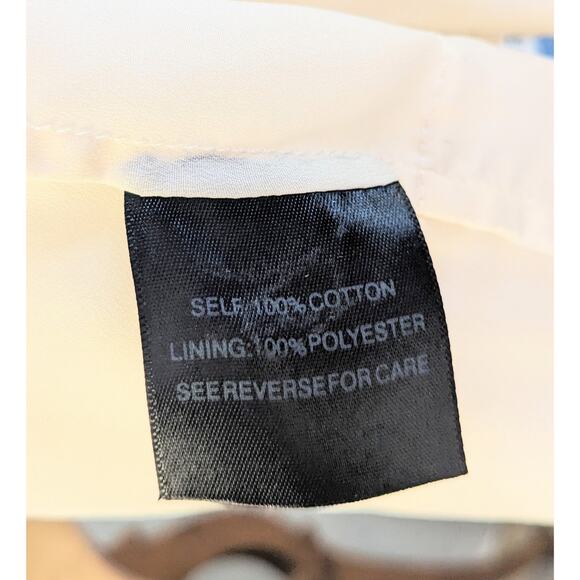 SELF:100% COTTON
LINING:100% POLYESTER
SEE REVERSE FOR CARE